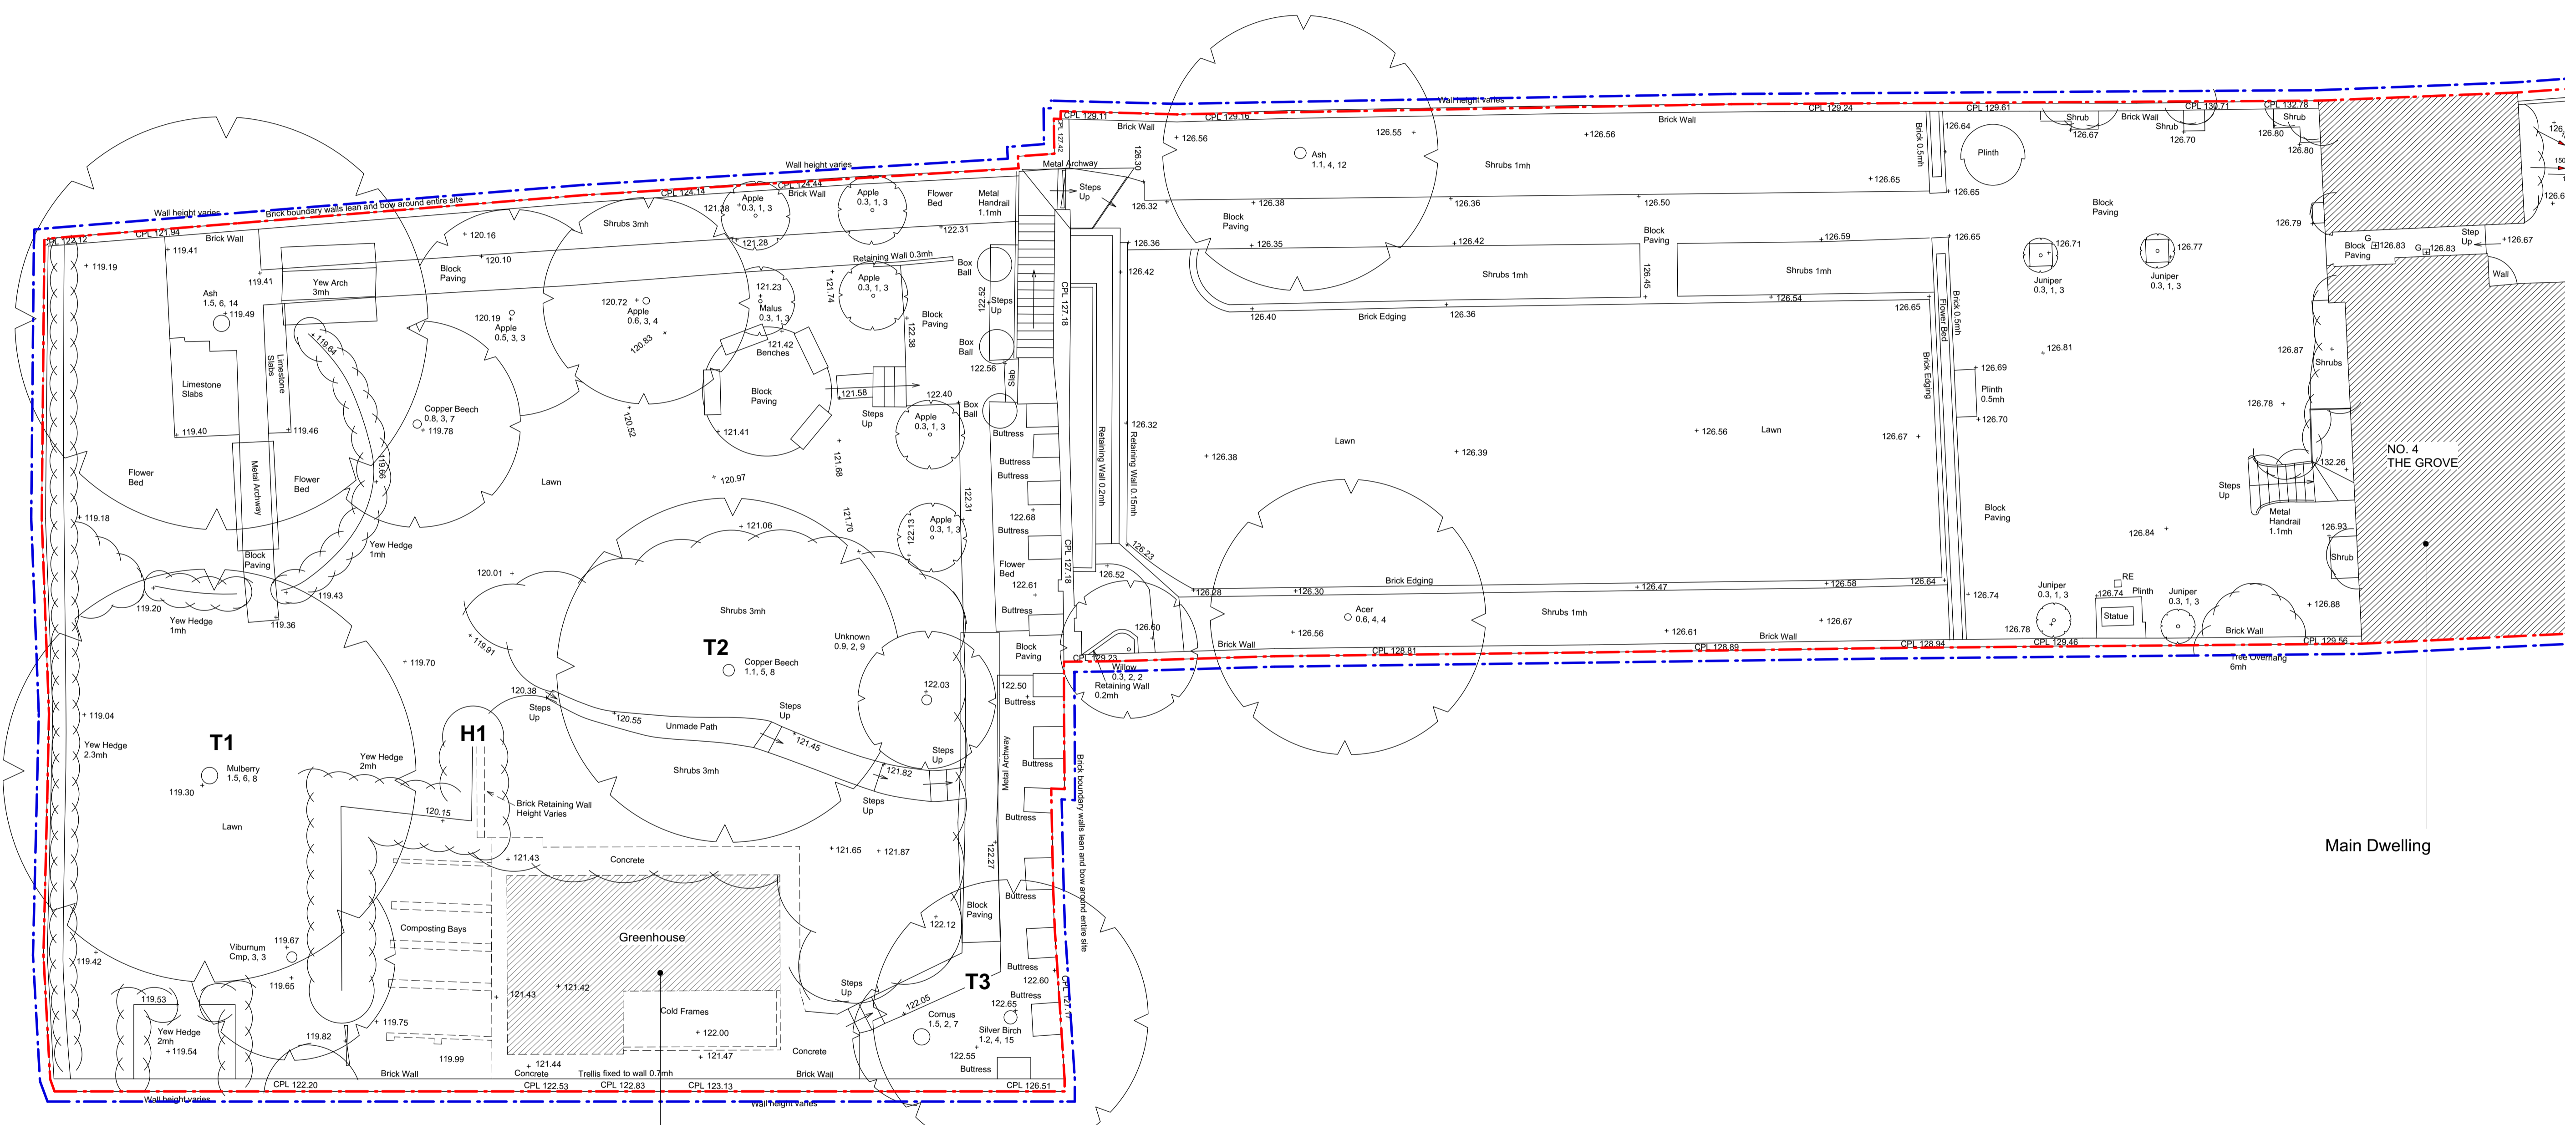 Wall height varies
CPL 129.11
CPL 129.16
CPL 129.24
CPL 129.61
CPL 132.78
CPL 127.42
Brick Wall
126.56
126.55
126.56
Brick Wall
Brick 0.5mh
126.64
Shrub
Brick Wall
Shrub
Shrub
126.67
126.70
126.80
126.80
Plinth
Ash
1.1, 4, 12
Shrubs 1mh
126.65
126.65
Metal Archway
126.30
Steps
Up
126.32
126.38
126.36
126.50
Block
Paving
Block
Paving
Block
Paving
126.36
126.35
126.42
126.59
126.65
126.42
Shrubs 1mh
126.45
Shrubs 1mh
126.54
126.40
Brick Edging
126.36
126.65
Flower Bed
Brick 0.5mh
Brick Edging
126.71
126.77
Juniper
0.3, 1, 3
Juniper
0.3, 1, 3
126.79
Block
Paving
G
126.83
G
126.83
Step
Up
126.67
Wall
126.81
126.87
Shrubs
126.69
Plinth
0.5mh
126.70
126.78
Wall height varies
Wall height varies
Brick boundary walls lean and bow around entire site
CPL 122.12
CPL 121.94
Brick Wall
CPL 124.14
CPL 124.44
Brick Wall
119.41
119.19
119.41
Yew Arch
3mh
120.16
120.10
Block
Paving
Shrubs 3mh
121.38
Apple
0.3, 1, 3
121.28
Apple
0.3, 1, 3
Flower
Bed
122.31
Metal
Handrail
1.1mh
Retaining Wall 0.3mh
Box
Ball
Ash
1.5, 6, 14
119.49
119.64
120.19
Apple
0.5, 3, 3
120.72
Apple
0.6, 3, 4
120.83
121.23
Malus
0.3, 1, 3
121.74
Apple
0.3, 1, 3
122.52
Steps
Up
CPL 127.18
121.42
Benches
122.38
Block
Paving
Box
Ball
122.56
Slab
Limestone
Slabs
Limestone
Slabs
119.40
119.46
Copper Beech
0.8, 3, 7
119.78
120.52
Block
Paving
121.41
121.58
Steps
Up
122.40
Apple
0.3, 1, 3
Box
Ball
Buttress
Buttress
Buttress
Retaining Wall 0.2mh
Retaining Wall 0.15mh
126.32
126.38
Lawn
126.39
126.56
Lawn
126.67
NO. 4
THE GROVE
132.26
Steps
Up
Metal
Handrail
1.1mh
126.93
Shrub
Flower
Bed
Metal Archway
Flower
Bed
119.66
Lawn
120.97
121.68
122.31
119.18
121.06
121.70
122.13
Apple
0.3, 1, 3
122.68
Buttress
Block
Paving
126.84
Yew Hedge
1mh
Block
Paving
120.01
Flower
Bed
122.61
CPL 127.18
126.23
126.52
119.20
Yew Hedge
1mh
119.43
119.36
Shrubs 3mh
Buttress
126.28
126.30
Brick Edging
126.47
126.58
126.64
126.74
RE
126.74
Plinth
Statue
Juniper
0.3, 1, 3
Juniper
0.3, 1, 3
126.78
126.88
Brick Wall
Acer
0.6, 4, 4
Shrubs 1mh
126.56
126.61
126.67
126.60
Brick Wall
CPL 128.81
CPL 128.89
Brick Wall
CPL 128.94
CPL 129.46
CPL 129.56
Tree Overhang
6mh
CPL 129.23
Willow
0.3, 2, 2
Retaining Wall
0.2mh
119.91
T2
Copper Beech
1.1, 5, 8
Unknown
0.9, 2, 9
Block
Paving
119.70
122.03
122.50
Buttress
120.38
Steps
Up
120.55
Unmade Path
Steps
Up
121.45
119.04
T1
H1
Yew Hedge
2.3mh
Yew Hedge
2mh
Mulberry
1.5, 6, 8
119.30
Steps
Up
121.82
Shrubs 3mh
Metal Archway
Buttress
Brick boundary walls lean and bow around entire site
120.15
Brick Retaining Wall
Height Varies
Steps
Up
Buttress
Lawn
Main Dwelling
121.43
Concrete
121.65
121.87
122.27
Buttress
Composting Bays
Greenhouse
Block
Paving
122.12
119.67
Viburnum
Cmp, 3, 3
119.42
119.65
Buttress
T3
122.60
CPL 127.17
119.53
121.43
121.42
Steps
Up
122.05
Buttress
122.65
Cold Frames
Cornus
1.5, 2, 7
Silver Birch
1.2, 4, 15
119.75
Yew Hedge
2mh
119.54
119.82
119.99
122.00
121.47
121.44
Concrete
122.55
Buttress
Brick Wall
Concrete
Trellis fixed to wall 0.7mh
Brick Wall
CPL 122.20
CPL 122.53
CPL 122.83
CPL 123.13
CPL 126.51
Wall height varies
Wall height varies